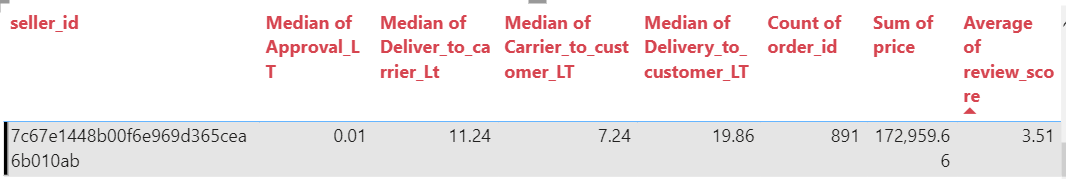 seller_id
Median of
Approval_L
T
Median of
Deliver_to_ca
rrier_Lt
Median of
Carrier_to_cust
omer_LT
Median of
Delivery_to_
customer_LT
Count of
order_id
Sum of
price
Average
of
review_sco
re
7c67e1448b00f6e969d365cea
6b010ab
0.01
11.24
7.24
19.86
891
172,959.6
6
3.51